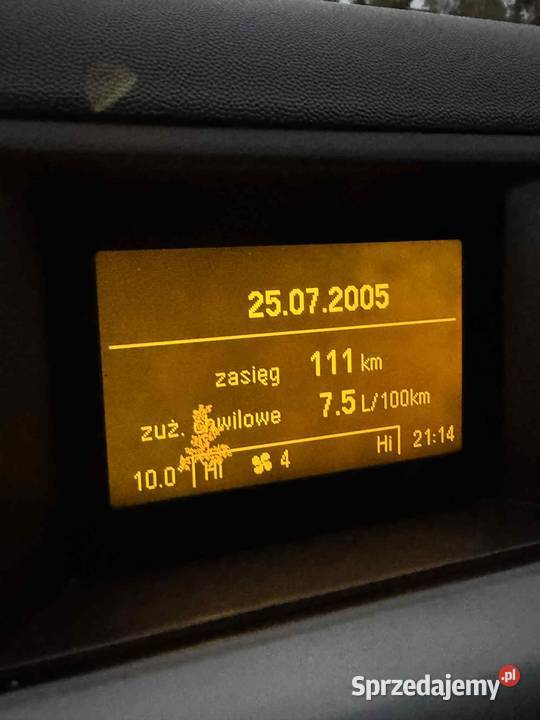 25.07.2005
zasięg 111 km
zuż. chwilowe 7.5 L/100km
10.0° Hi 4 Hi 21:14
Sprzedajemy.pl